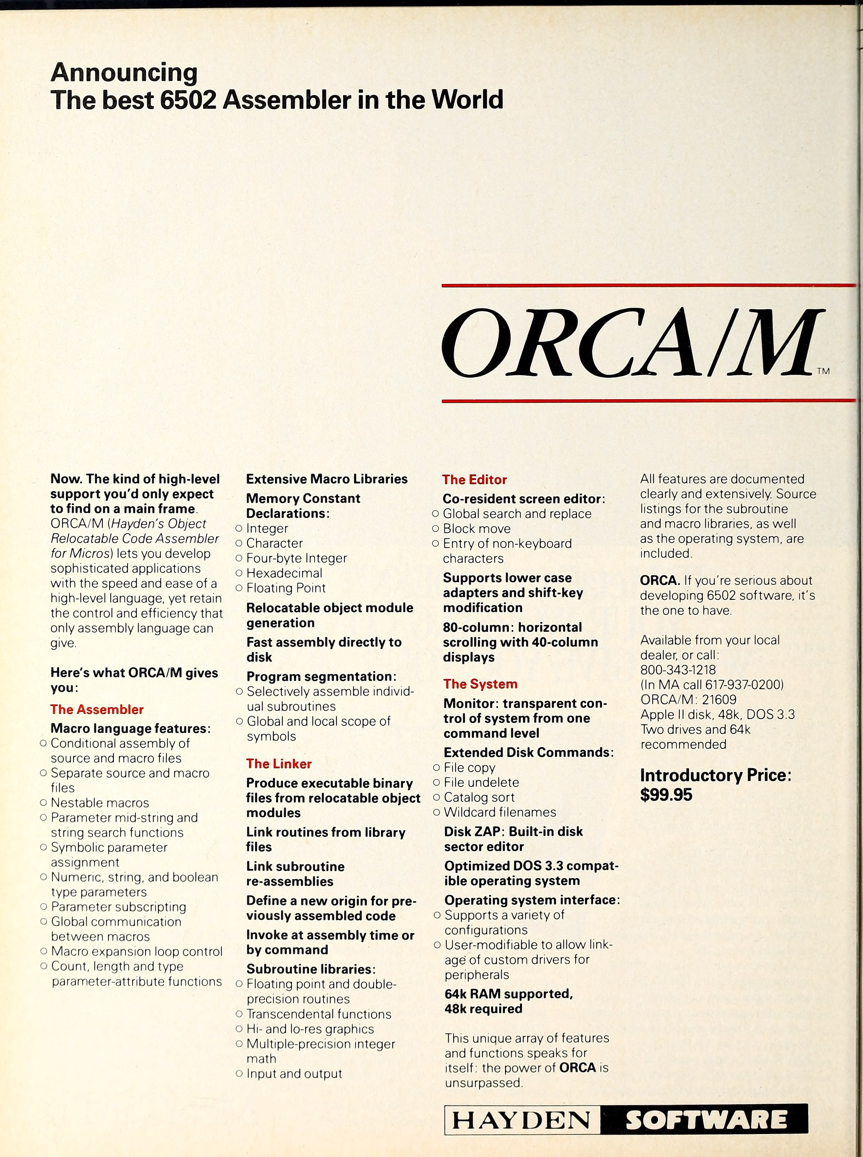 Announcing
The best 6502 Assembler in the World
ORCA/M TM
Now. The kind of high-level
support you'd only expect
to find on a main frame.
ORCA/M (Hayden's Object
Relocatable Code Assembler
for Micros) lets you develop
sophisticated applications
with the speed and ease of a
high-level language, yet retain
the control and efficiency that
only assembly language can
give.
Here's what ORCA/M gives
you:
The Assembler
Macro language features:
○ Conditional assembly of
source and macro files
○ Separate source and macro
files
○ Nestable macros
○ Parameter mid-string and
string search functions
○ Symbolic parameter
assignment
○ Numeric, string, and boolean
type parameters
○ Parameter subscripting
○ Global communication
between macros
○ Macro expansion loop control
○ Count, length and type
parameter-attribute functions
Extensive Macro Libraries
Memory Constant
Declarations:
○ Integer
○ Character
○ Four-byte Integer
○ Hexadecimal
○ Floating Point
Relocatable object module
generation
Fast assembly directly to
disk
Program segmentation:
○ Selectively assemble individ-
ual subroutines
○ Global and local scope of
symbols
The Linker
Produce executable binary
files from relocatable object
modules
Link routines from library
files
Link subroutine
re-assemblies
Define a new origin for pre-
viously assembled code
Invoke at assembly time or
by command
Subroutine libraries:
○ Floating point and double-
precision routines
○ Transcendental functions
○ Hi- and lo-res graphics
○ Multiple-precision integer
math
○ Input and output
The Editor
Co-resident screen editor:
○ Global search and replace
○ Block move
○ Entry of non-keyboard
characters
Supports lower case
adapters and shift-key
modification
80-column: horizontal
scrolling with 40-column
displays
The System
Monitor: transparent con-
trol of system from one
command level
Extended Disk Commands:
○ File copy
○ File undelete
○ Catalog sort
○ Wildcard filenames
Disk ZAP: Built-in disk
sector editor
Optimized DOS 3.3 compat-
ible operating system
Operating system interface:
○ Supports a variety of
configurations
○ User-modifiable to allow link-
age of custom drivers for
peripherals
64k RAM supported,
48k required
This unique array of features
and functions speaks for
itself: the power of ORCA is
unsurpassed.
All features are documented
clearly and extensively. Source
listings for the subroutine
and macro libraries, as well
as the operating system, are
included.
ORCA. If you're serious about
developing 6502 software, it's
the one to have.
Available from your local
dealer, or call:
800-343-1218
(In MA call 617-937-0200)
ORCA/M: 21609
Apple II disk, 48k, DOS 3.3
Two drives and 64k
recommended
Introductory Price:
$99.95
HAYDEN SOFTWARE